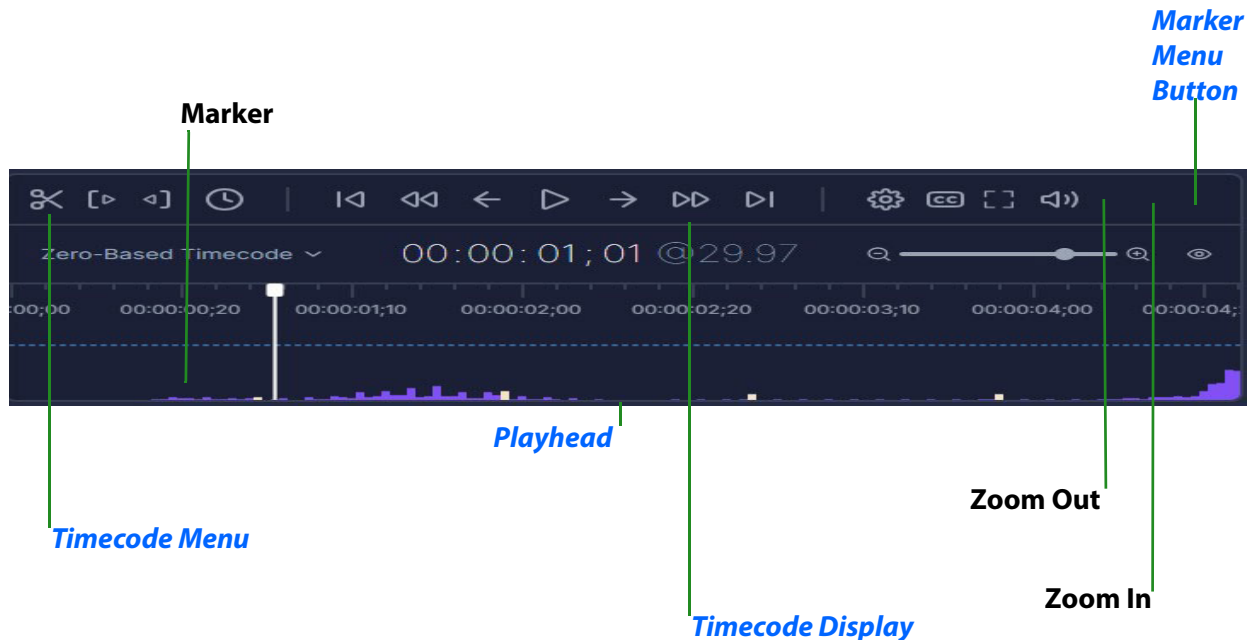 Marker
Menu
Button
Marker
CC
Zero-Based Timecode 00:00:01;01 @29.97
:00;00 00:00:00;20 00:00:01;10 00:00:02;00 00:00:02;20 00:00:03;10 00:00:04;00 00:00:04;
Playhead
Zoom Out
Timecode Menu
Zoom In
Timecode Display